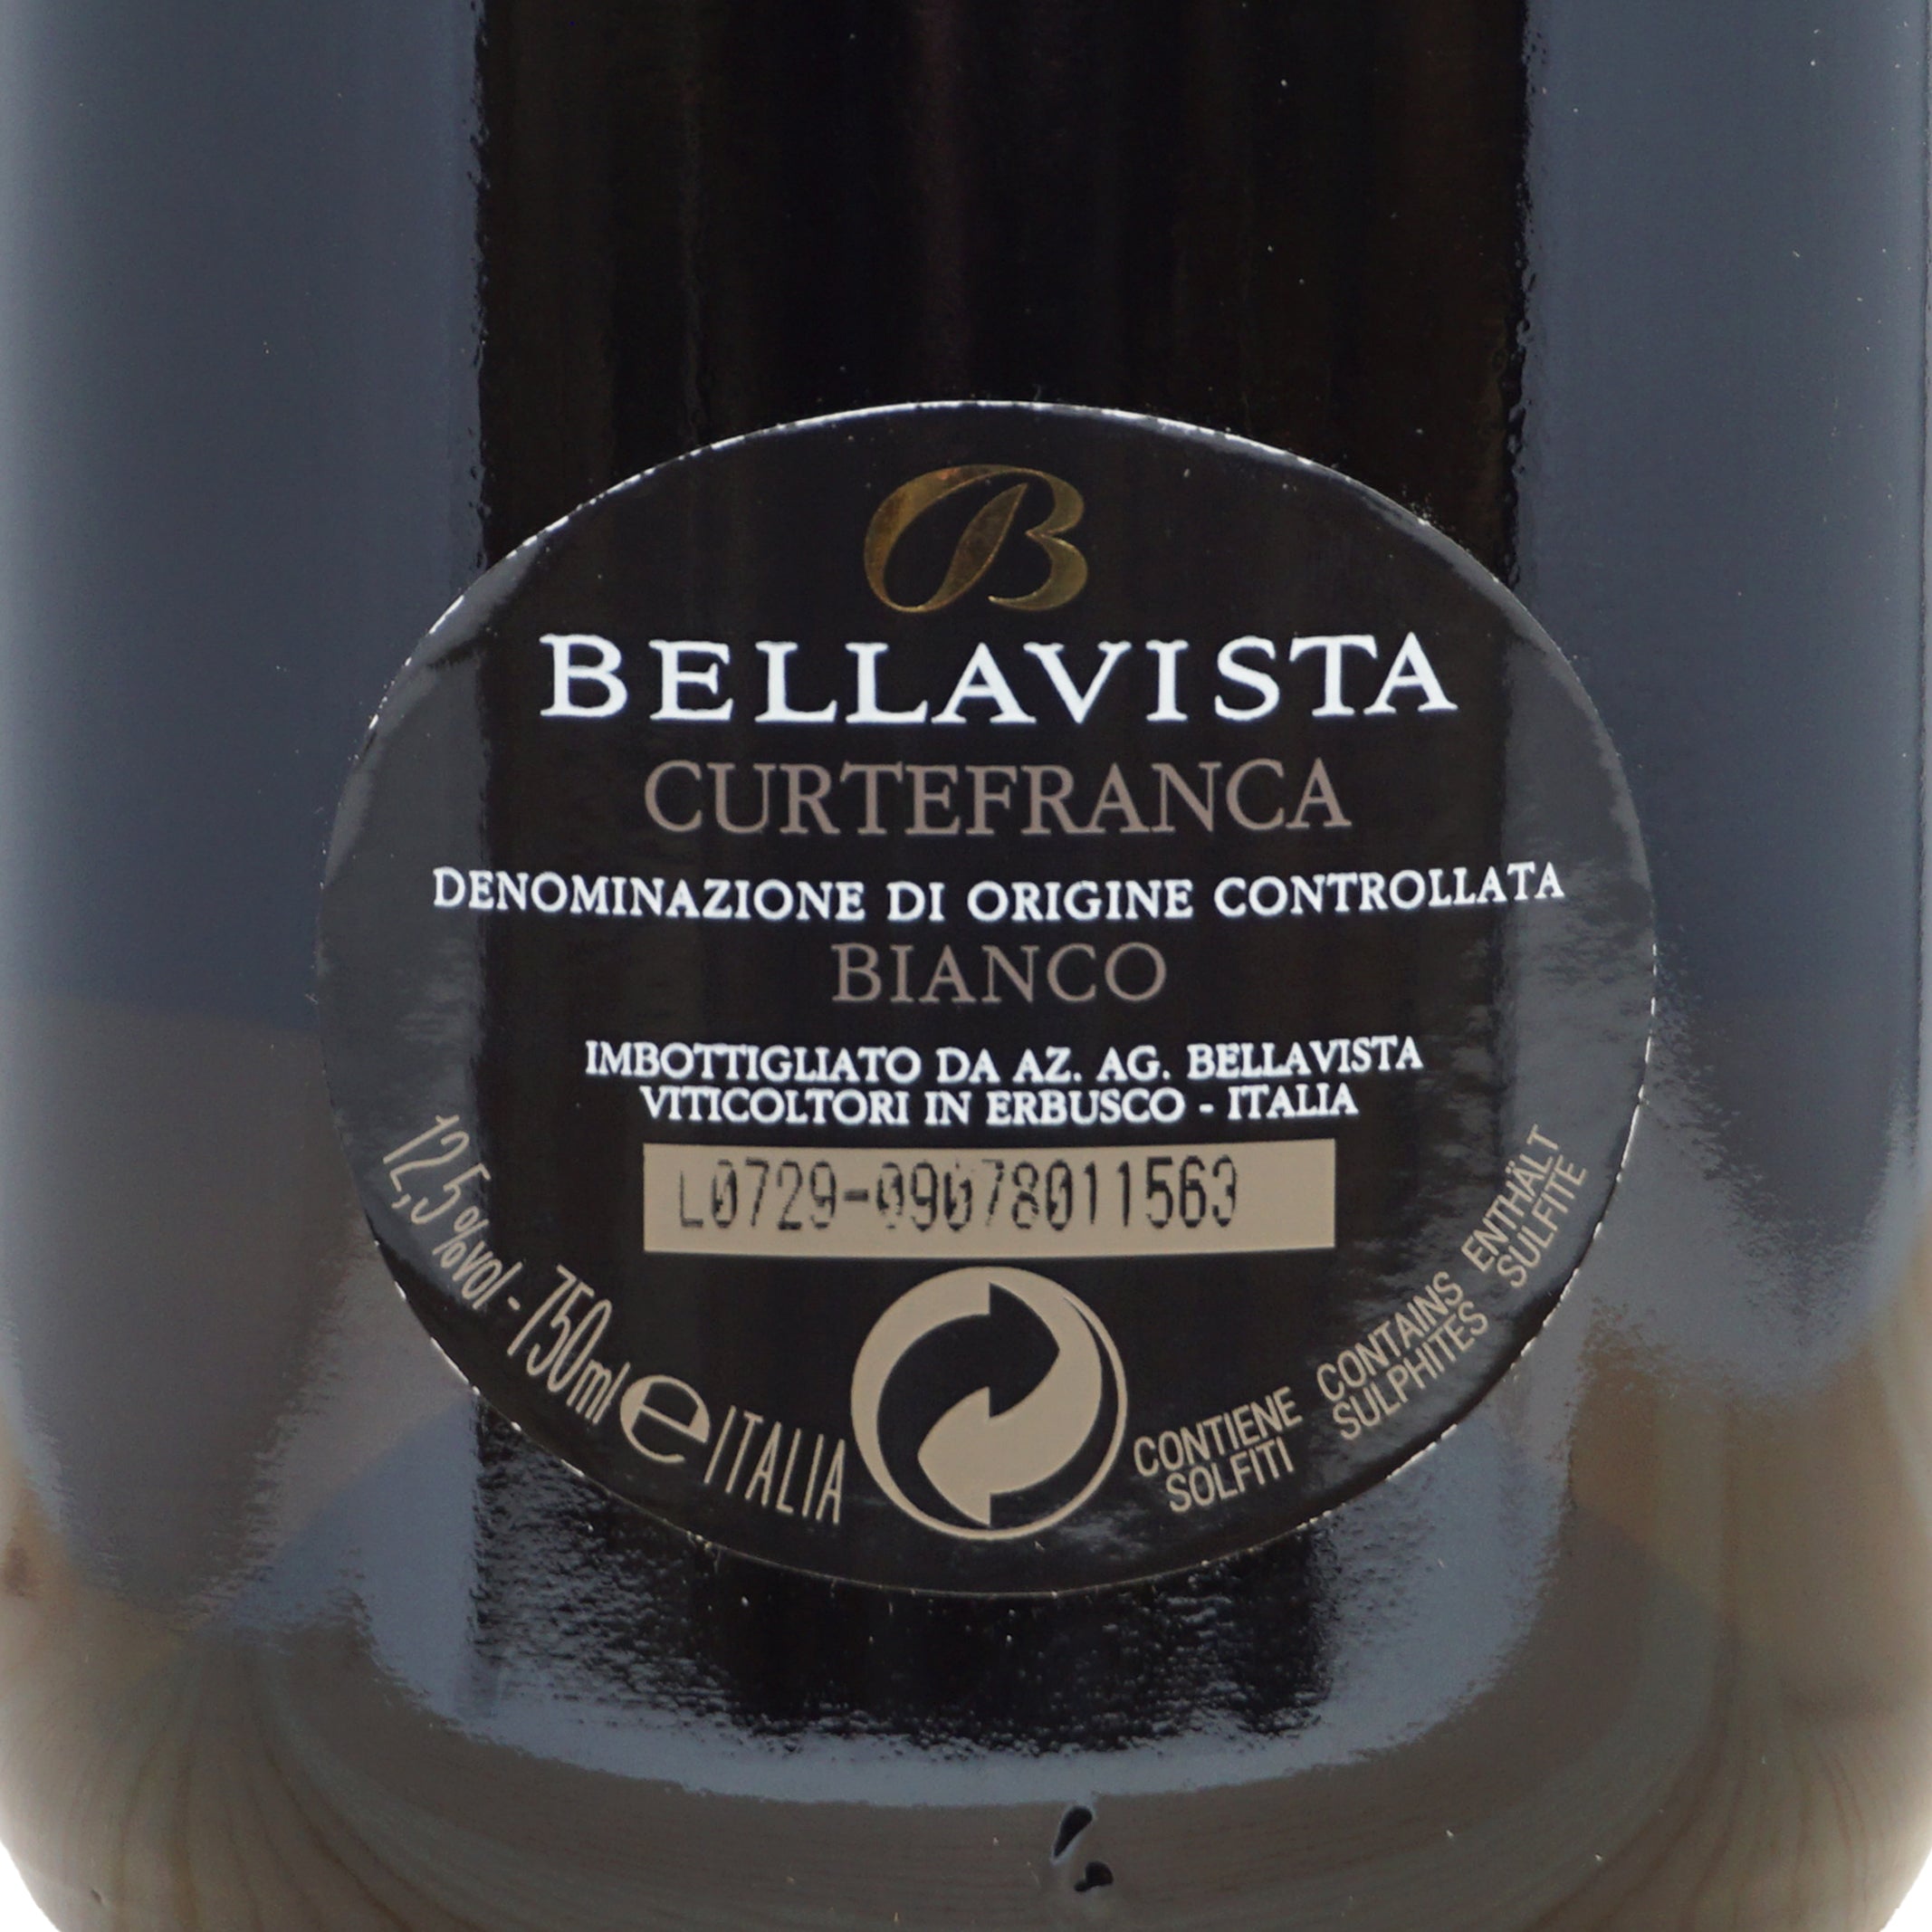 B
BELLAVISTA
CURTEFRANCA
DENOMINAZIONE DI ORIGINE CONTROLLATA
BIANCO
IMBOTTIGLIATO DA AZ. AG. BELLAVISTA
VITICOLTORI IN ERBUSCO - ITALIA
L0729-09078011563
12,5%vol - 750ml e ITALIA
CONTIENE
SOLFITI
CONTAINS
SULPHITES
ENTHÄLT
SULFITE